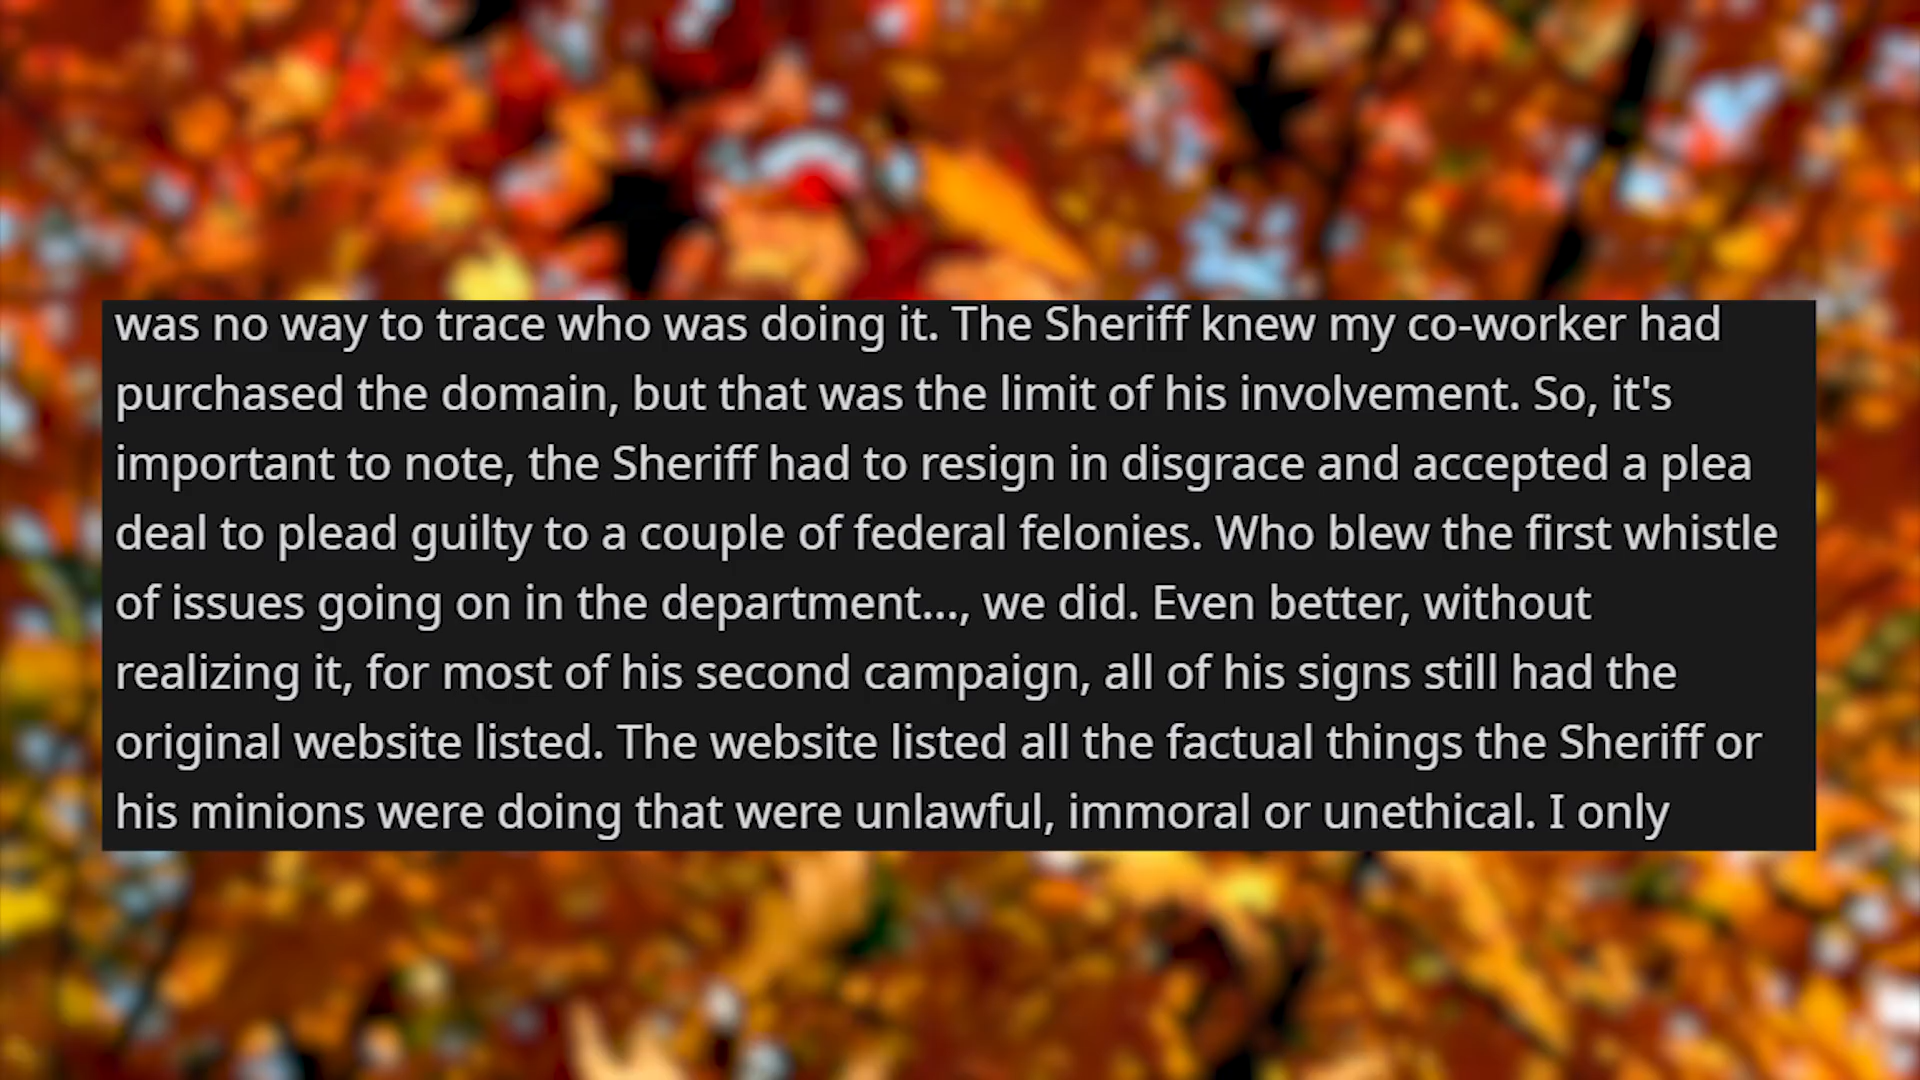 was no way to trace who was doing it. The Sheriff knew my co-worker had
purchased the domain, but that was the limit of his involvement. So, it's
important to note, the Sheriff had to resign in disgrace and accepted a plea
deal to plead guilty to a couple of federal felonies. Who blew the first whistle
of issues going on in the department..., we did. Even better, without
realizing it, for most of his second campaign, all of his signs still had the
original website listed. The website listed all the factual things the Sheriff or
his minions were doing that were unlawful, immoral or unethical. I only